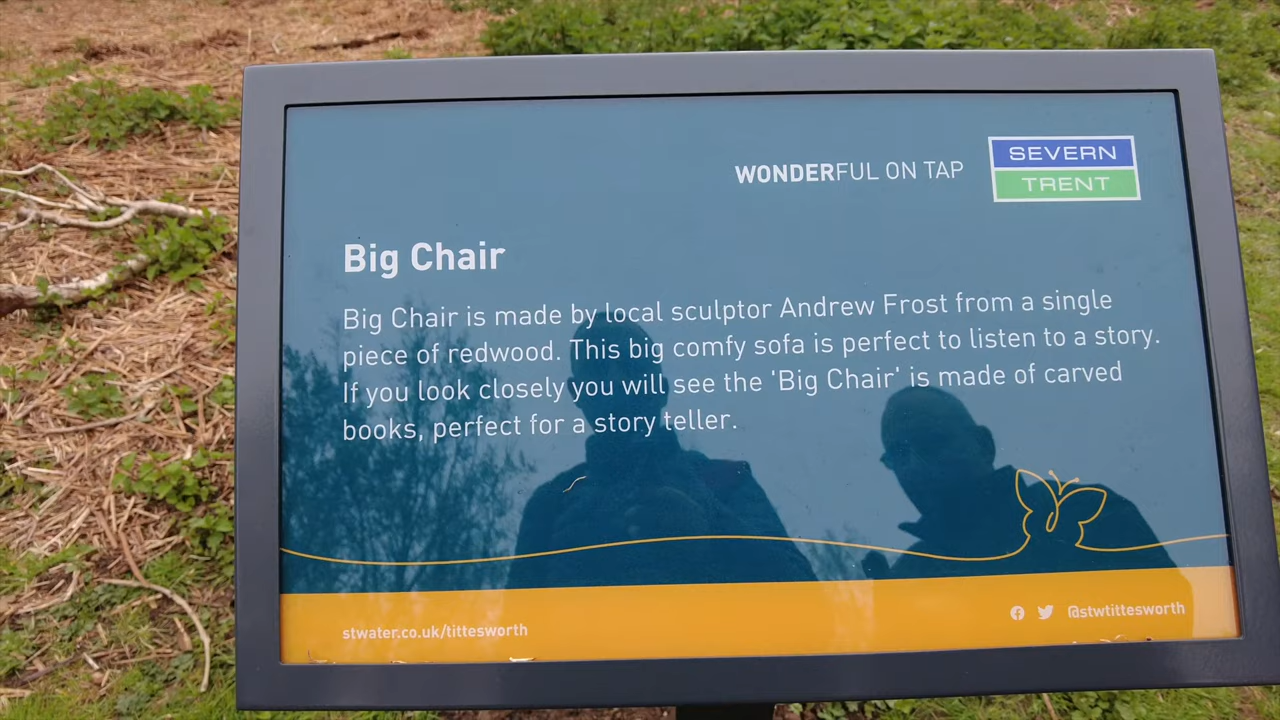 WONDERFUL ON TAP
SEVERN
TRENT
Big Chair
Big Chair is made by local sculptor Andrew Frost from a single
piece of redwood. This big comfy sofa is perfect to listen to a story.
If you look closely you will see the 'Big Chair' is made of carved
books, perfect for a story teller.
stwater.co.uk/tittesworth
@stwtittesworth